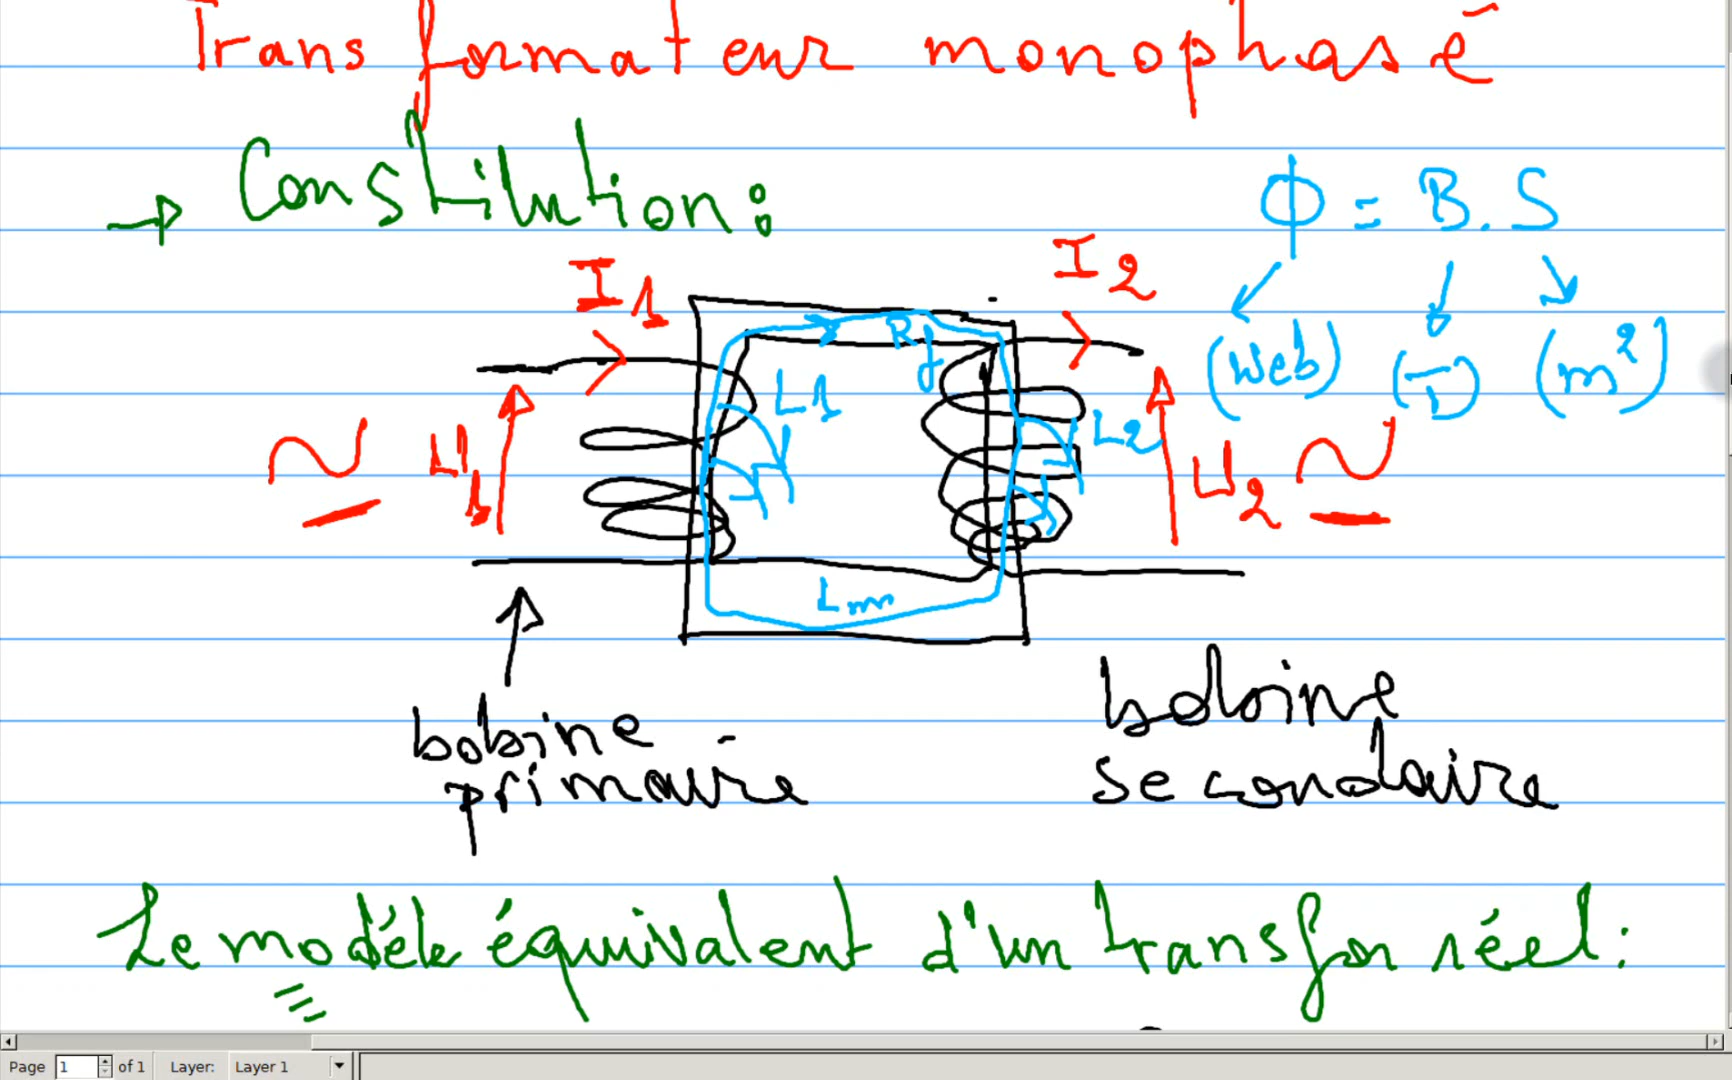 Transformateur monophasé
→ Constitution:
Φ = B.S
I1
I2
(Web) (T) (m²)
Rf
L1
L2
U1
U2
Lm
bobine primaire
bobine secondaire
Le modéle équivalent d'un transfor réel:
Page 1 of 1 Layer: Layer 1